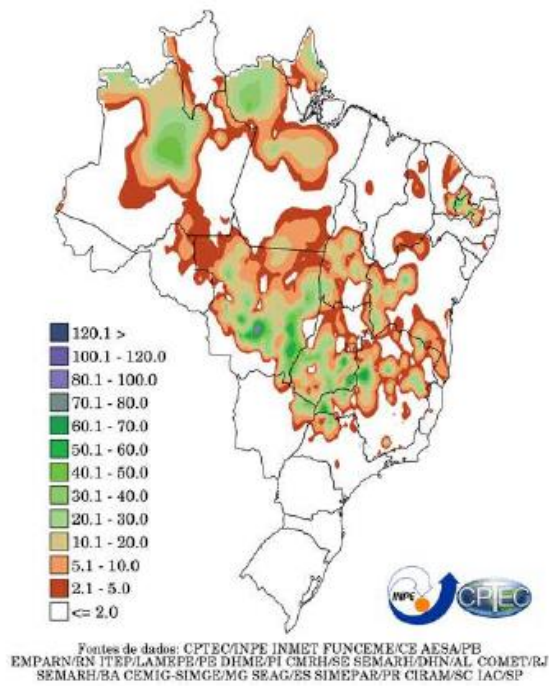 120.1 >
100.1 - 120.0
80.1 - 100.0
70.1 - 80.0
60.1 - 70.0
50.1 - 60.0
40.1 - 50.0
30.1 - 40.0
20.1 - 30.0
10.1 - 20.0
5.1 - 10.0
2.1 - 5.0
<= 2.0
INPE
CPTEC
Fontes de dados: CPTEC/INPE INMET FUNCEME/CE AESA/PB
EMPARN/RN ITEP/LAMEPE/PE DHME/PI CMRH/SE SEMARH/DHN/AL COMET/RJ
SEMARH/BA CEMIG-SIMGE/MG SEAG/ES SIMEPAR/PR CIRAM/SC IAC/SP